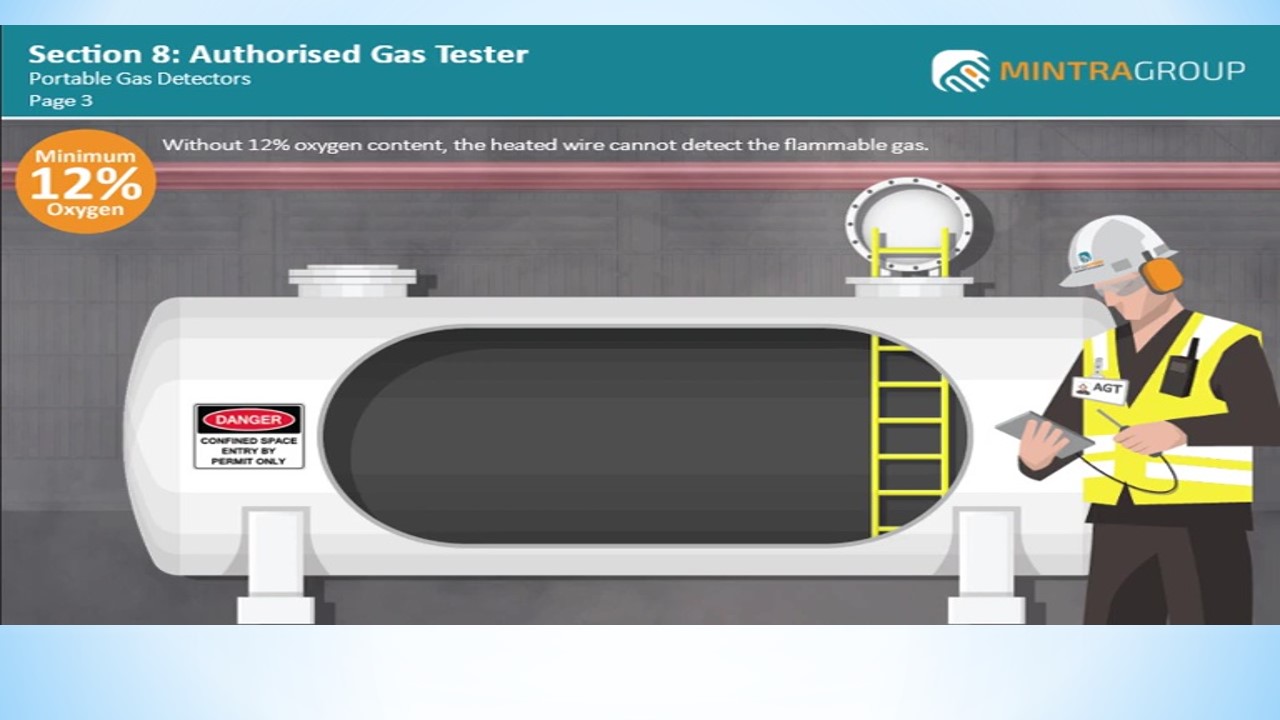 Section 8: Authorised Gas Tester
Portable Gas Detectors
Page 3
MINTRAGROUP
Minimum
12%
Oxygen
Without 12% oxygen content, the heated wire cannot detect the flammable gas.
DANGER
CONFINED SPACE
ENTRY BY
PERMIT ONLY
AGT